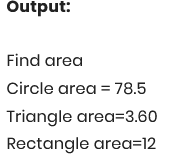 Output:
Find area
Circle area = 78.5
Triangle area=3.60
Rectangle area=12